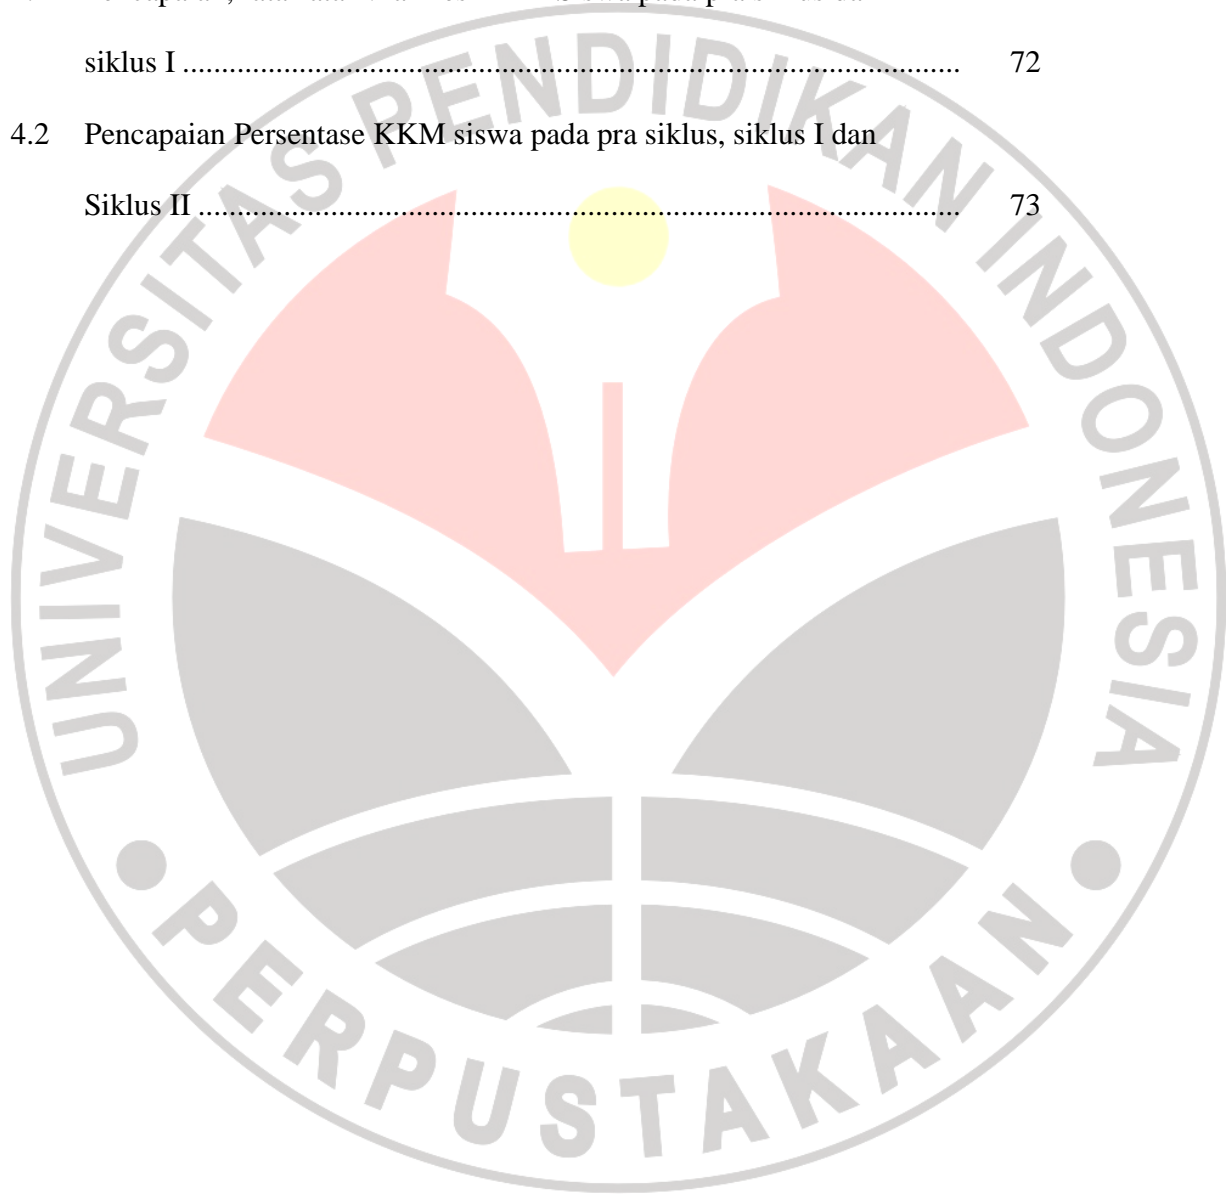 siklus I ........................................................................................................ 72
4.2 Pencapaian Persentase KKM siswa pada pra siklus, siklus I dan
Siklus II ...................................................................................................... 73
UNIVERSITAS PENDIDIKAN INDONESIA
PERPUSTAKAAN